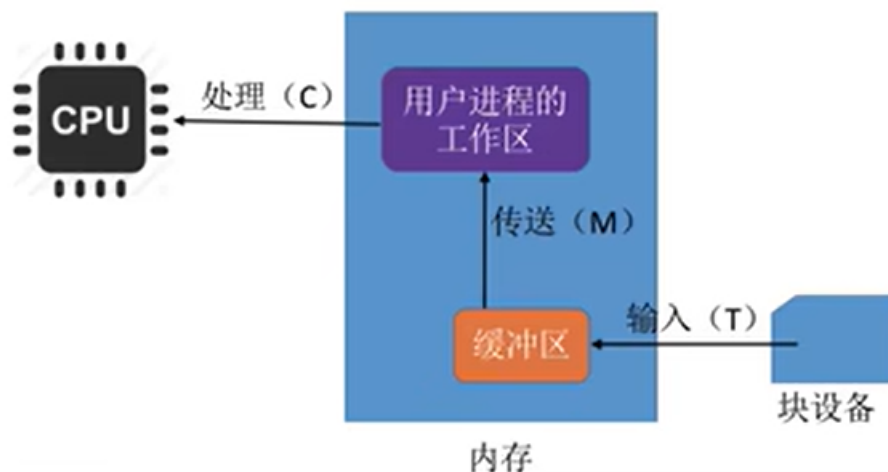 CPU
处理（C）
用户进程的
工作区
传送（M）
缓冲区
输入（T）
块设备
内存